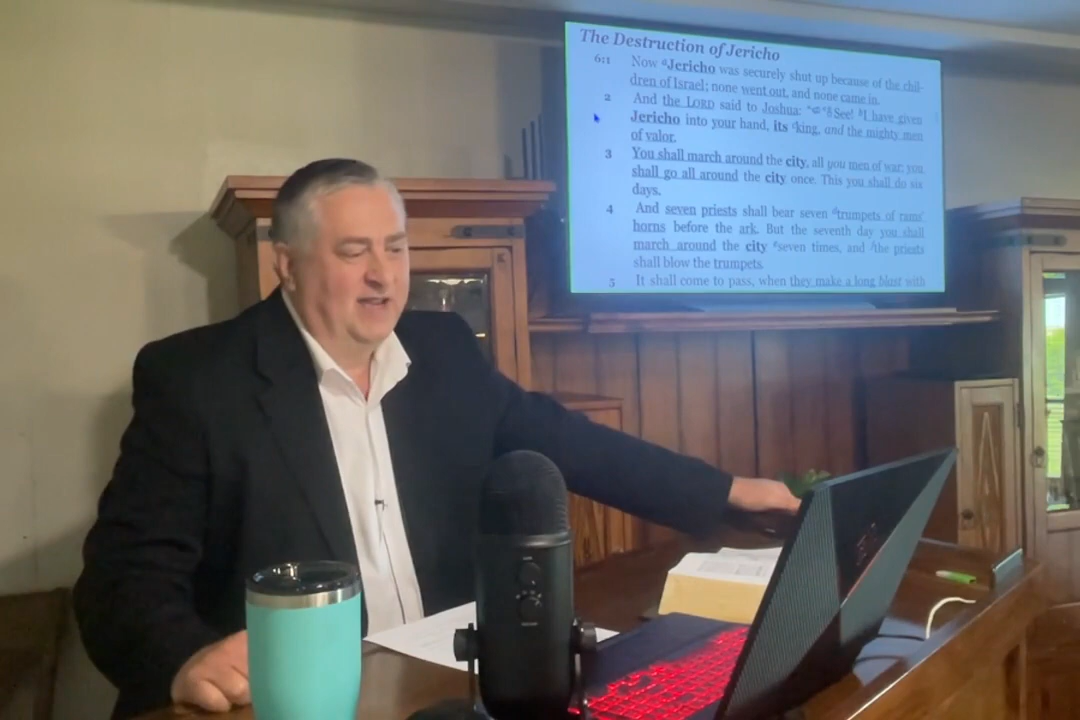 The Destruction of Jericho
6:1 Now aJericho was securely shut up because of the chil-
dren of Israel; none went out, and none came in.
2 And the LORD said to Joshua: See! bI have given
Jericho into your hand, its cking, and the mighty men
of valor.
3 You shall march around the city, all you men of war; you
shall go all around the city once. This you shall do six
days.
4 And seven priests shall bear seven dtrumpets of rams'
horns before the ark. But the seventh day you shall
march around the city eseven times, and fthe priests
shall blow the trumpets.
5 It shall come to pass, when they make a long blast with